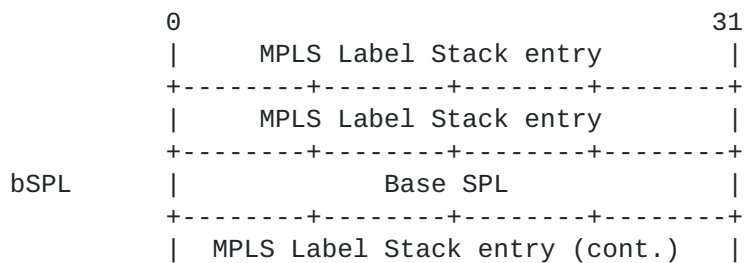 0                                    31
|      MPLS Label Stack entry        |
+--------+--------+--------+--------+
|      MPLS Label Stack entry        |
+--------+--------+--------+--------+
bSPL      |              Base SPL              |
+--------+--------+--------+--------+
|  MPLS Label Stack entry (cont.)   |